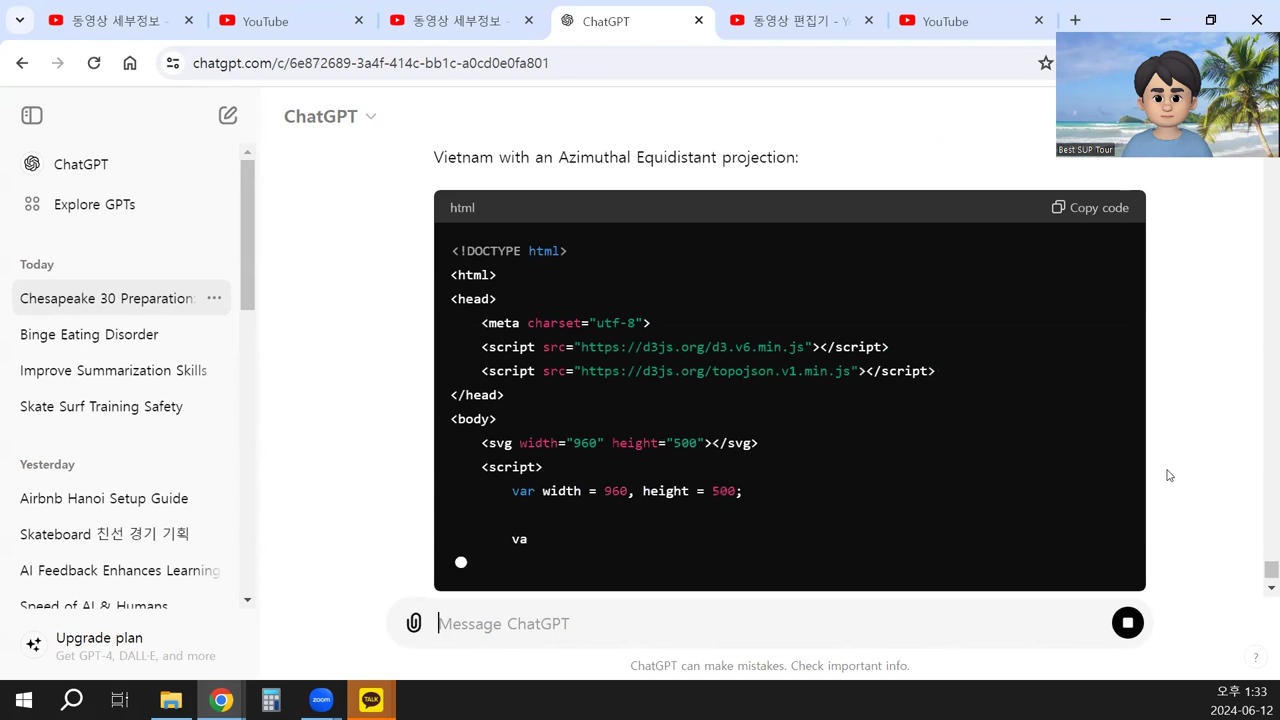 동영상 세부정보 -
YouTube
동영상 세부정보 -
ChatGPT
동영상 편집기 - Y
YouTube
chatgpt.com/c/6e872689-3a4f-414c-bb1c-a0cd0e0fa801
Best SUP Tour
ChatGPT
Explore GPTs
Today
Chesapeake 30 Preparation:
Binge Eating Disorder
Improve Summarization Skills
Skate Surf Training Safety
Yesterday
Airbnb Hanoi Setup Guide
Skateboard 친선 경기 기획
AI Feedback Enhances Learning
Speed of AI & Humans
Upgrade plan
Get GPT-4, DALL·E, and more
ChatGPT
Vietnam with an Azimuthal Equidistant projection:
html
Copy code
<!DOCTYPE html>
<html>
<head>
<meta charset="utf-8">
<script src="https://d3js.org/d3.v6.min.js"></script>
<script src="https://d3js.org/topojson.v1.min.js"></script>
</head>
<body>
<svg width="960" height="500"></svg>
<script>
var width = 960, height = 500;
va
Message ChatGPT
ChatGPT can make mistakes. Check important info.
?
zoom
TALK
오후 1:33
2024-06-12